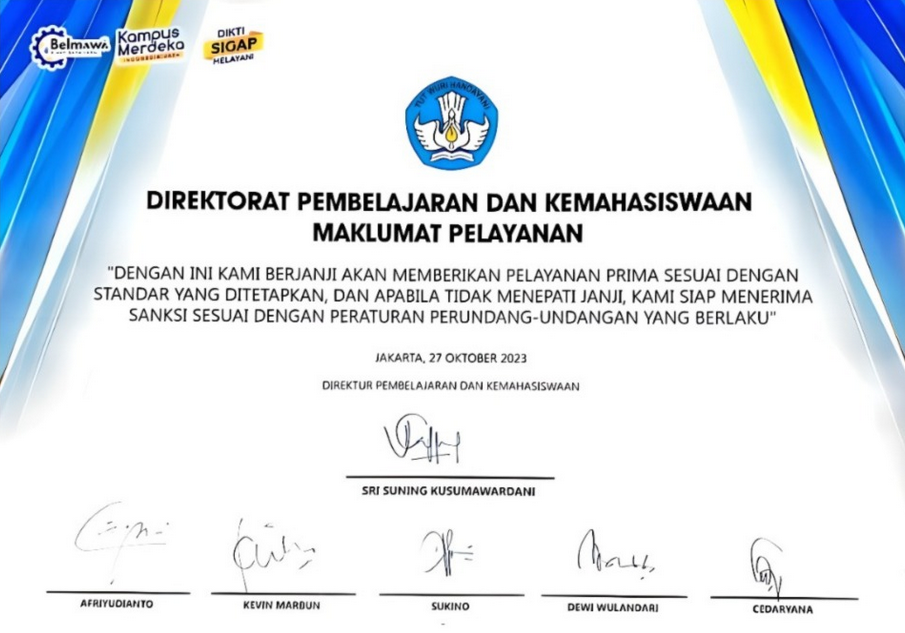 Belmawa
Kampus
Merdeka
INDONESIA JAYA
DIKTI
SIGAP
MELAYANI
TUT WURI HANDAYANI
DIREKTORAT PEMBELAJARAN DAN KEMAHASISWAAN
MAKLUMAT PELAYANAN
"DENGAN INI KAMI BERJANJI AKAN MEMBERIKAN PELAYANAN PRIMA SESUAI DENGAN
STANDAR YANG DITETAPKAN, DAN APABILA TIDAK MENEPATI JANJI, KAMI SIAP MENERIMA
SANKSI SESUAI DENGAN PERATURAN PERUNDANG-UNDANGAN YANG BERLAKU"
JAKARTA, 27 OKTOBER 2023
DIREKTUR PEMBELAJARAN DAN KEMAHASISWAAN
SRI SUNING KUSUMAWARDANI
AFRIYUDIANTO
KEVIN MARBUN
SUKINO
DEWI WULANDARI
CEDARYANA